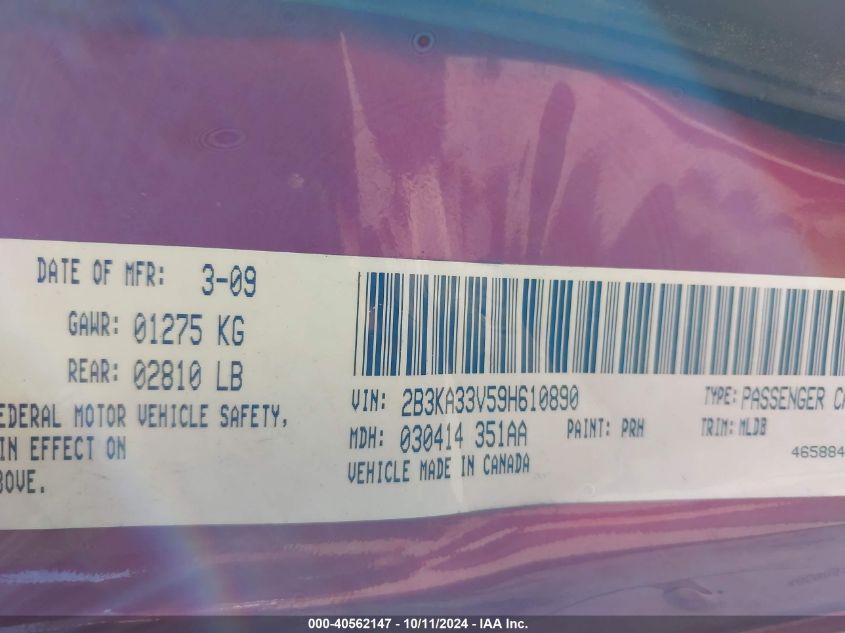 DATE OF MFR: 3-09
GAWR: 01275 KG
REAR: 02810 LB
EDERAL MOTOR VEHICLE SAFETY,
IN EFFECT ON
BOVE.
VIN: 2B3KA33V59H610890
TYPE: PASSENGER CA
MDH: 030414 351AA
PAINT: PRH
TRIM: MLDB
VEHICLE MADE IN CANADA
465884
000-40562147 - 10/11/2024 - IAA Inc.